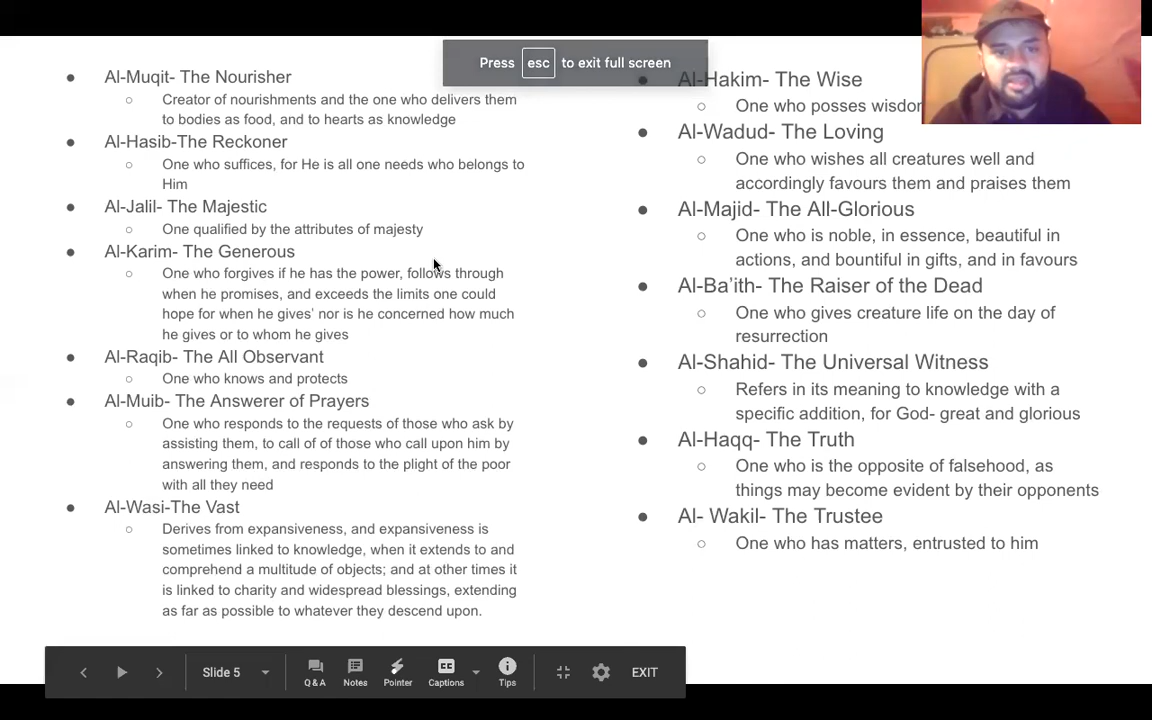 Press esc to exit full screen
● Al-Muqit- The Nourisher
○ Creator of nourishments and the one who delivers them
to bodies as food, and to hearts as knowledge
● Al-Hasib-The Reckoner
○ One who suffices, for He is all one needs who belongs to
Him
● Al-Jalil- The Majestic
○ One qualified by the attributes of majesty
● Al-Karim- The Generous
○ One who forgives if he has the power, follows through
when he promises, and exceeds the limits one could
hope for when he gives’ nor is he concerned how much
he gives or to whom he gives
● Al-Raqib- The All Observant
○ One who knows and protects
● Al-Muib- The Answerer of Prayers
○ One who responds to the requests of those who ask by
assisting them, to call of of those who call upon him by
answering them, and responds to the plight of the poor
with all they need
● Al-Wasi-The Vast
○ Derives from expansiveness, and expansiveness is
sometimes linked to knowledge, when it extends to and
comprehend a multitude of objects; and at other times it
is linked to charity and widespread blessings, extending
as far as possible to whatever they descend upon.
● Al-Hakim- The Wise
○ One who posses
● Al-Wadud- The Loving
○ One who wishes all creatures well and
accordingly favours them and praises them
● Al-Majid- The All-Glorious
○ One who is noble, in essence, beautiful in
actions, and bountiful in gifts, and in favours
● Al-Ba’ith- The Raiser of the Dead
○ One who gives creature life on the day of
resurrection
● Al-Shahid- The Universal Witness
○ Refers in its meaning to knowledge with a
specific addition, for God- great and glorious
● Al-Haqq- The Truth
○ One who is the opposite of falsehood, as
things may become evident by their opponents
● Al- Wakil- The Trustee
○ One who has matters, entrusted to him
Slide 5
Q&A
Notes
Pointer
CC
Captions
Tips
EXIT